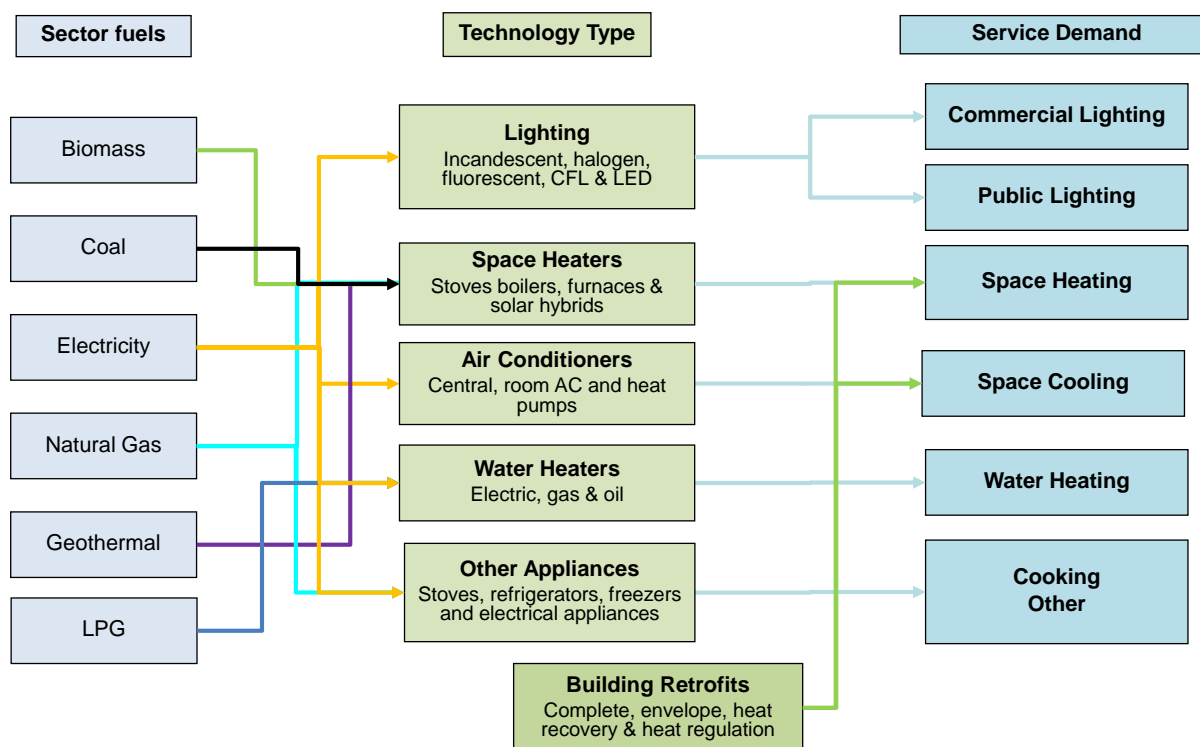 Sector fuels
Technology Type
Service Demand
Biomass
Coal
Electricity
Natural Gas
Geothermal
LPG
Lighting
Incandescent, halogen,
fluorescent, CFL & LED
Space Heaters
Stoves boilers, furnaces &
solar hybrids
Air Conditioners
Central, room AC and heat
pumps
Water Heaters
Electric, gas & oil
Other Appliances
Stoves, refrigerators, freezers
and electrical appliances
Building Retrofits
Complete, envelope, heat
recovery & heat regulation
Commercial Lighting
Public Lighting
Space Heating
Space Cooling
Water Heating
Cooking
Other